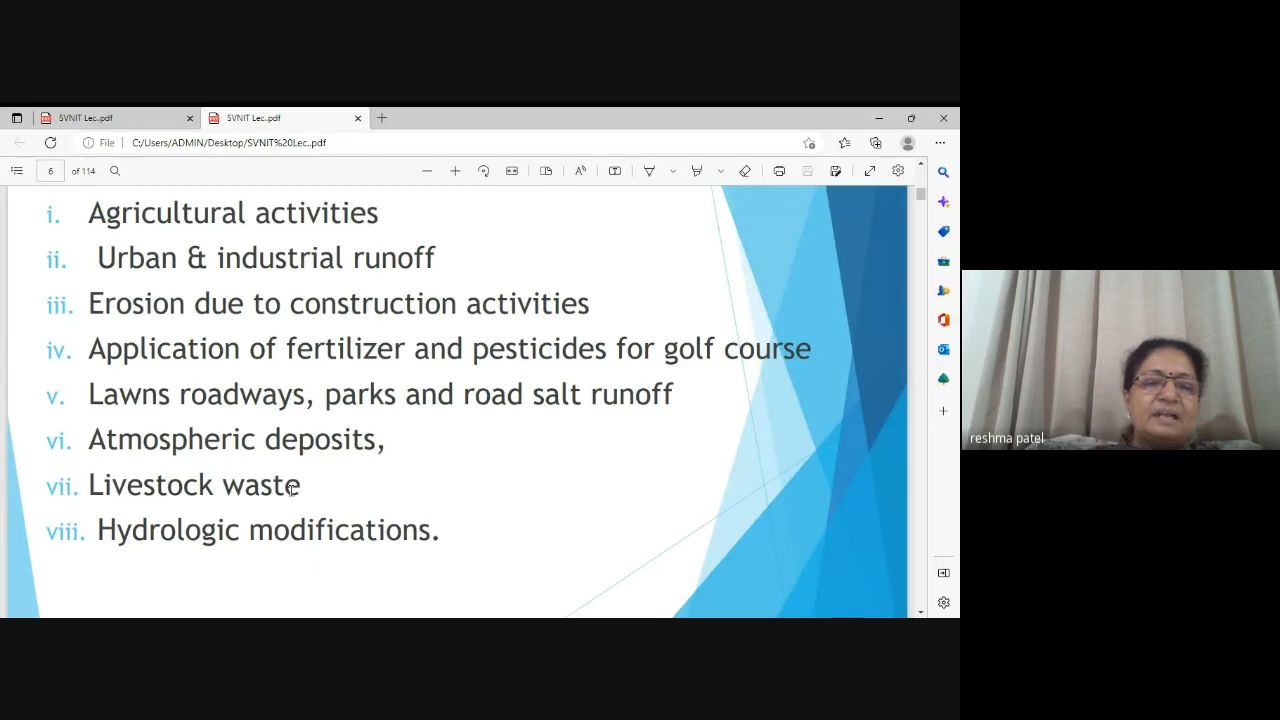 SVNIT Lec..pdf
SVNIT Lec..pdf
File
C:/Users/ADMIN/Desktop/SVNIT%20Lec..pdf
6 of 114
i. Agricultural activities
ii. Urban & industrial runoff
iii. Erosion due to construction activities
iv. Application of fertilizer and pesticides for golf course
v. Lawns roadways, parks and road salt runoff
vi. Atmospheric deposits,
vii. Livestock waste
viii. Hydrologic modifications.
reshma patel